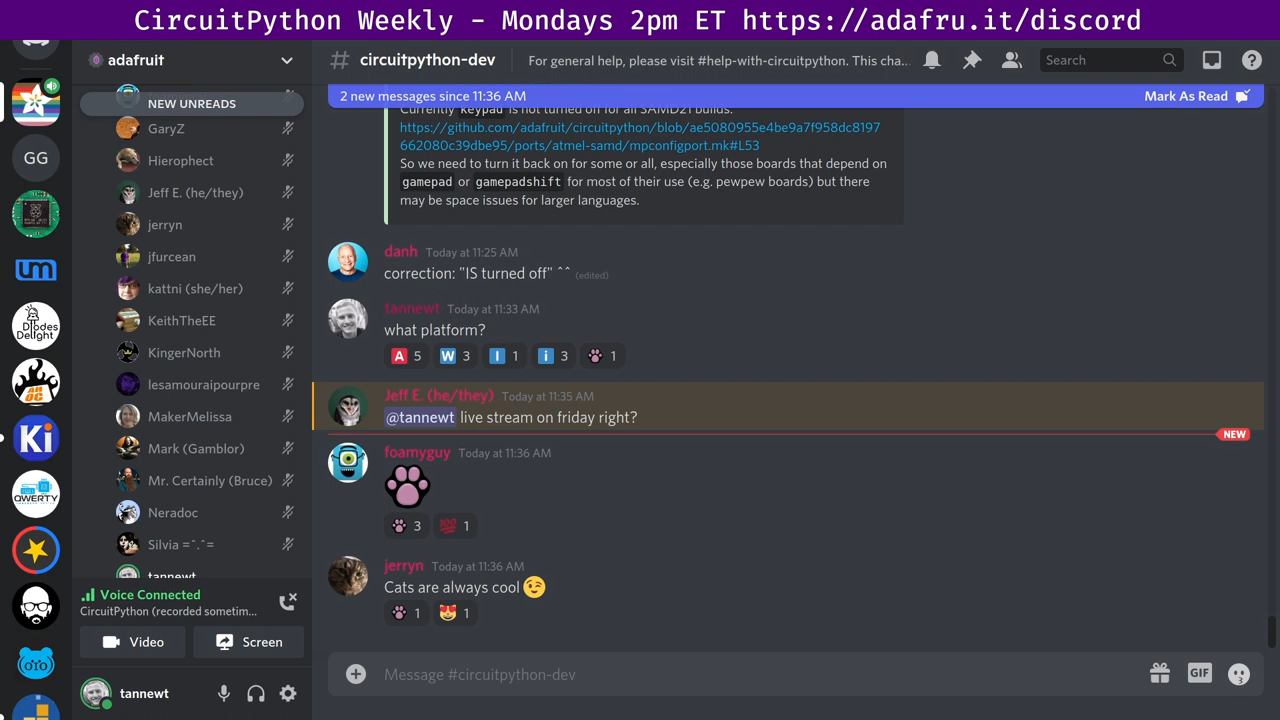 CircuitPython Weekly - Mondays 2pm ET https://adafru.it/discord
adafruit
NEW UNREADS
GaryZ
Hierophect
Jeff E. (he/they)
jerryn
jfurcean
kattni (she/her)
KeithTheEE
KingerNorth
lesamouraipourpre
MakerMelissa
Mark (Gamblor)
Mr. Certainly (Bruce)
Neradoc
Silvia =^.^=
tannewt
Voice Connected
CircuitPython (recorded sometim...
Video
Screen
tannewt
GG
um
Diodes
Delight
AHOC
Ki
QWERTY
# circuitpython-dev
For general help, please visit #help-with-circuitpython. This cha...
Search
2 new messages since 11:36 AM
Mark As Read
Currently keypad is not turned off for all SAMD21 builds.
https://github.com/adafruit/circuitpython/blob/ae5080955e4be9a7f958dc8197
662080c39dbe95/ports/atmel-samd/mpconfigport.mk#L53
So we need to turn it back on for some or all, especially those boards that depend on
gamepad or gamepadshift for most of their use (e.g. pewpew boards) but there
may be space issues for larger languages.
danh Today at 11:25 AM
correction: "IS turned off" ^^ (edited)
tannewt Today at 11:33 AM
what platform?
A 5 W 3 I 1 i 3 1
Jeff E. (he/they) Today at 11:35 AM
@tannewt live stream on friday right?
NEW
foamyguy Today at 11:36 AM
3 100 1
jerryn Today at 11:36 AM
Cats are always cool
1 1
Message #circuitpython-dev
GIF